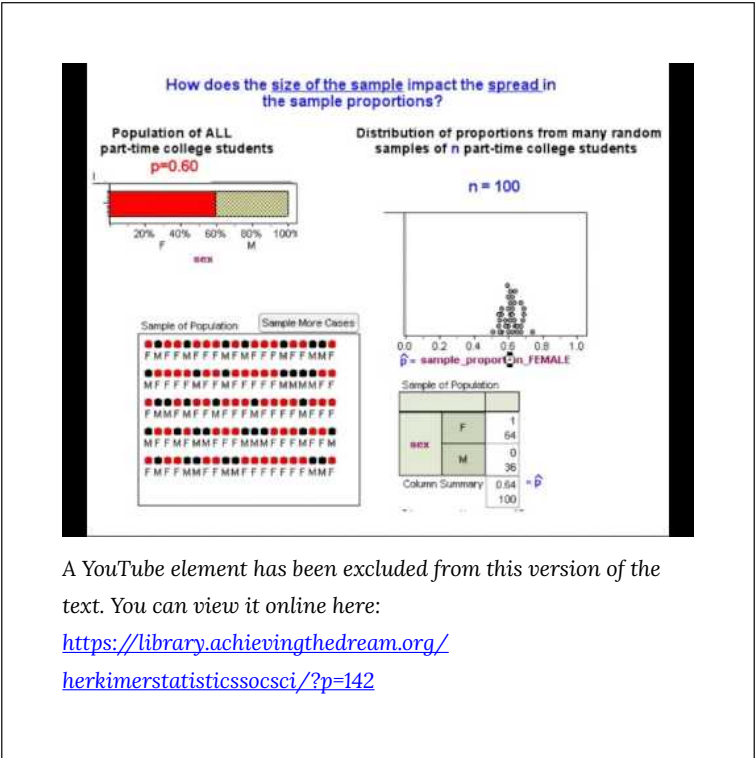 How does the size of the sample impact the spread in
the sample proportions?
Population of ALL
part-time college students
p=0.60
20% 40% 60% 80% 100%
F M
sex
Distribution of proportions from many random
samples of n part-time college students
n = 100
0.0 0.2 0.4 0.6 0.8 1.0
p̂ = sample_proportion_FEMALE
Sample of Population
Sample More Cases
Sample of Population
sex
F
1
64
M
0
36
Column Summary
0.64
100
= p̂
A YouTube element has been excluded from this version of the
text. You can view it online here:
https://library.achievingthedream.org/
herkimerstatisticssocsci/?p=142